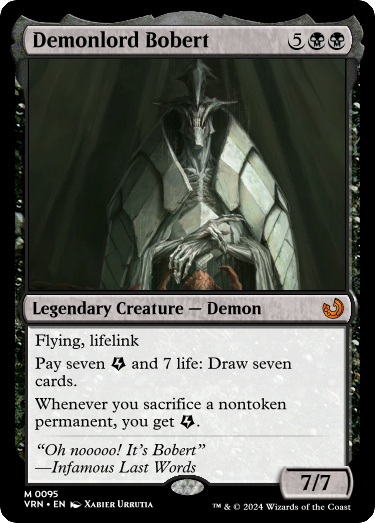 Demonlord Bobert 5
Legendary Creature — Demon
Flying, lifelink
Pay seven and 7 life: Draw seven
cards.
Whenever you sacrifice a nontoken
permanent, you get .
“Oh nooooo! It's Bobert”
—Infamous Last Words
7/7
M 0095
VRN • EN Xabier Urrutia
™ & © 2024 Wizards of the Coast